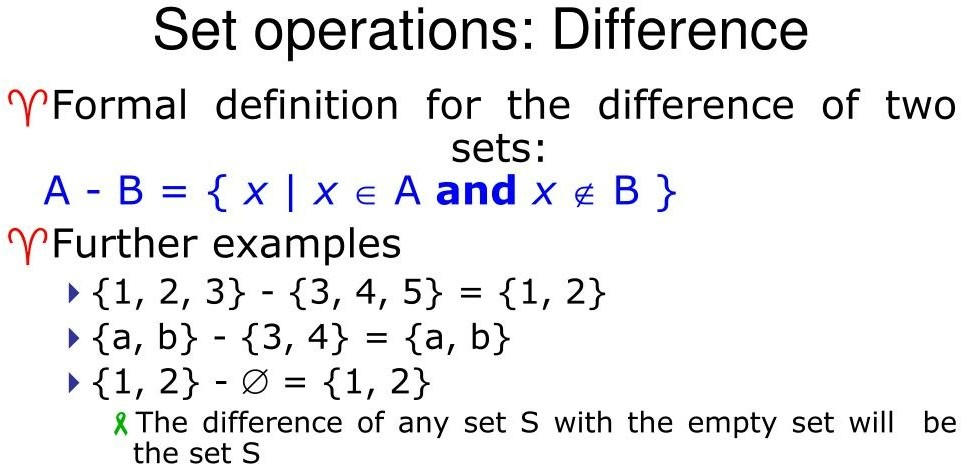 Set operations: Difference
♈Formal definition for the difference of two
sets:
A - B = { x | x ∈ A and x ∉ B }
♈Further examples
{1, 2, 3} - {3, 4, 5} = {1, 2}
{a, b} - {3, 4} = {a, b}
{1, 2} - ∅ = {1, 2}
The difference of any set S with the empty set will be
the set S